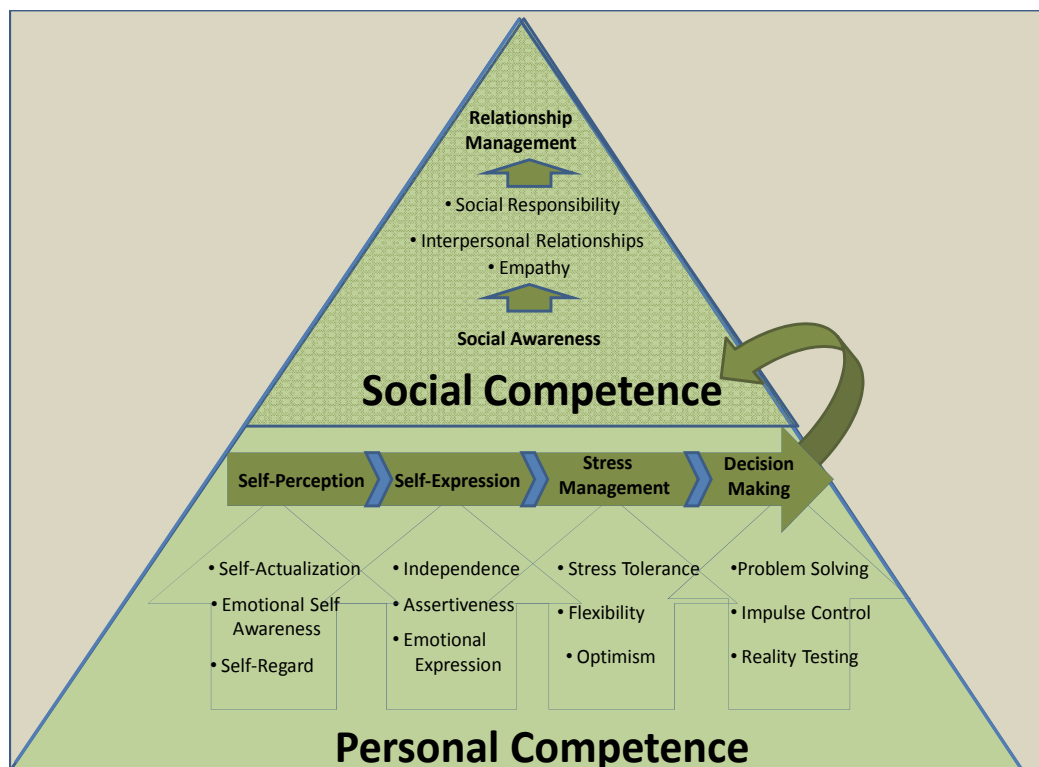 Relationship
Management
• Social Responsibility
• Interpersonal Relationships
• Empathy
Social Awareness
Social Competence
Self-Perception
Self-Expression
Stress
Management
Decision
Making
• Self-Actualization
• Emotional Self
Awareness
• Self-Regard
• Independence
• Assertiveness
• Emotional
Expression
• Stress Tolerance
• Flexibility
• Optimism
•Problem Solving
• Impulse Control
• Reality Testing
Personal Competence